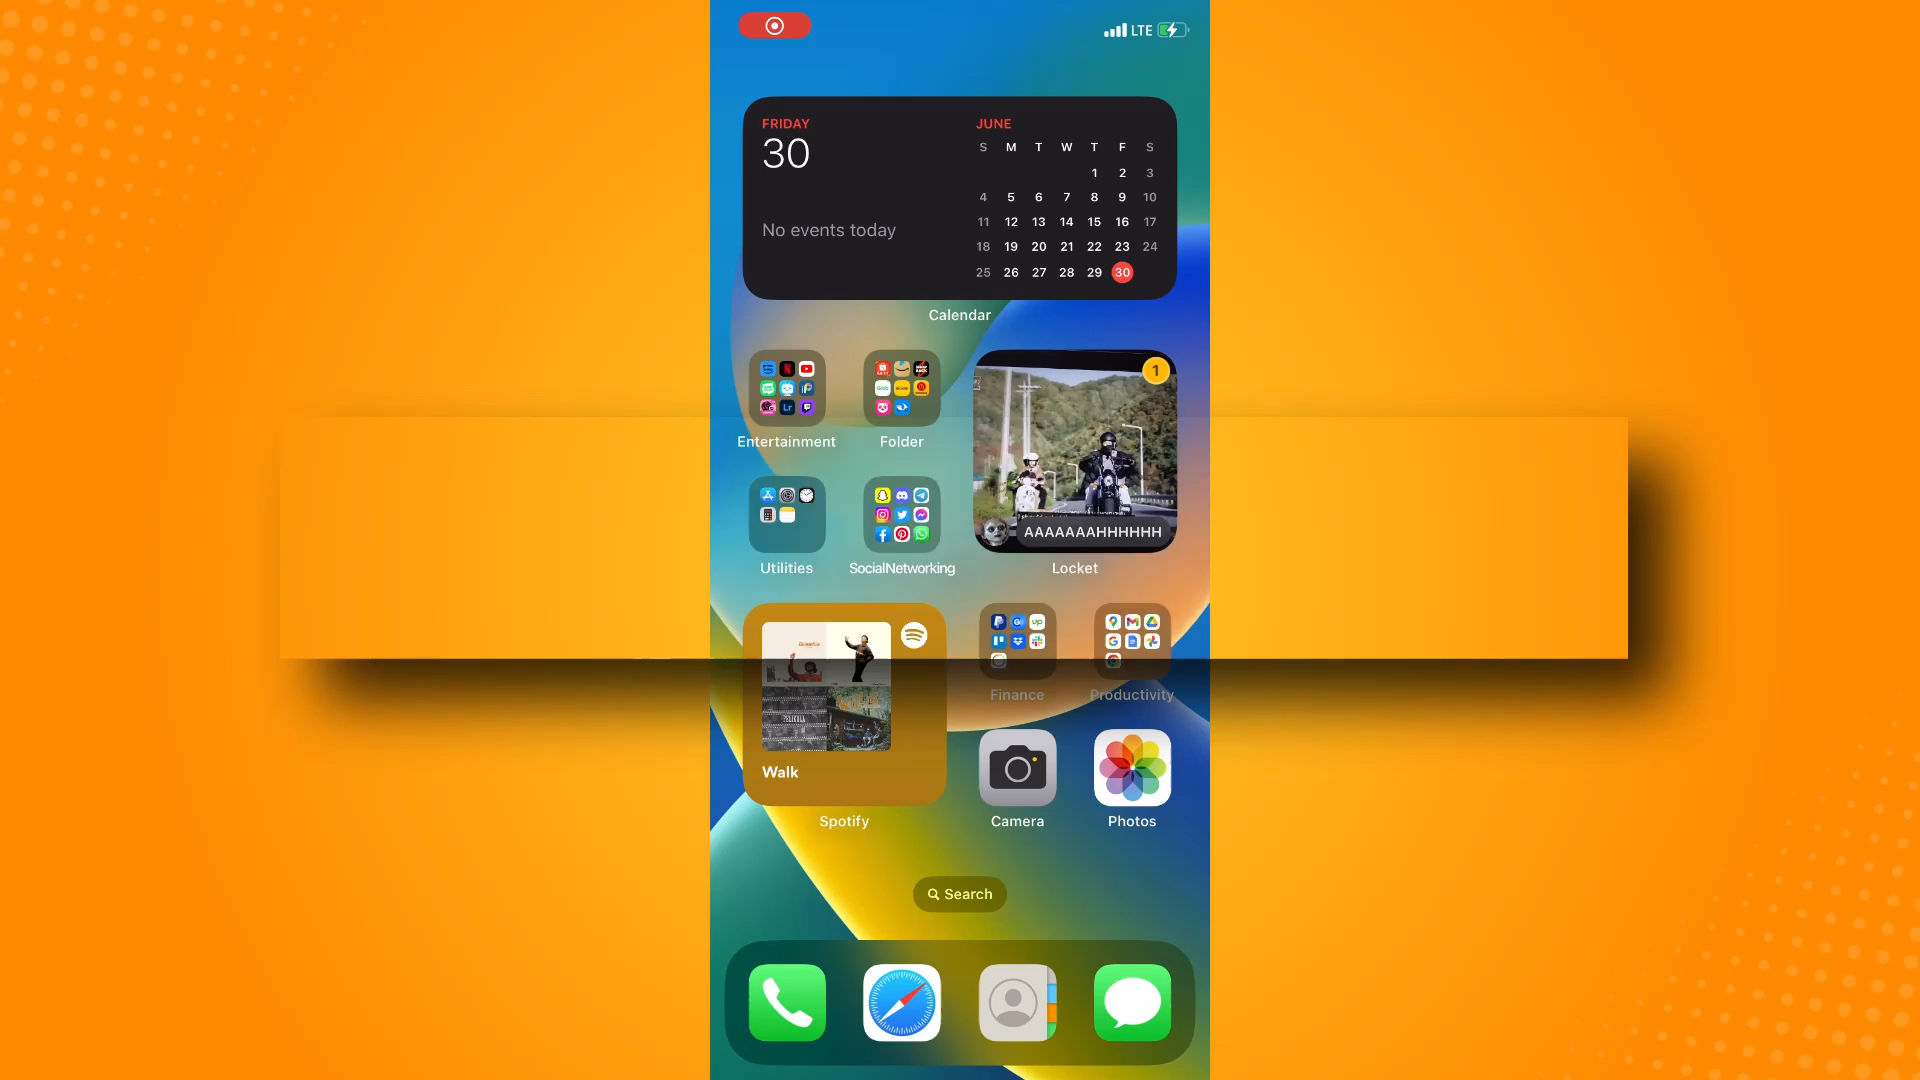 LTE
FRIDAY
30
No events today
JUNE
S M T W T F S
1 2 3
4 5 6 7 8 9 10
11 12 13 14 15 16 17
18 19 20 21 22 23 24
25 26 27 28 29 30
Calendar
1
Entertainment
Folder
AAAAAAAHHHHHH
Utilities
SocialNetworking
Locket
Finance
Productivity
Walk
Spotify
Camera
Photos
Search